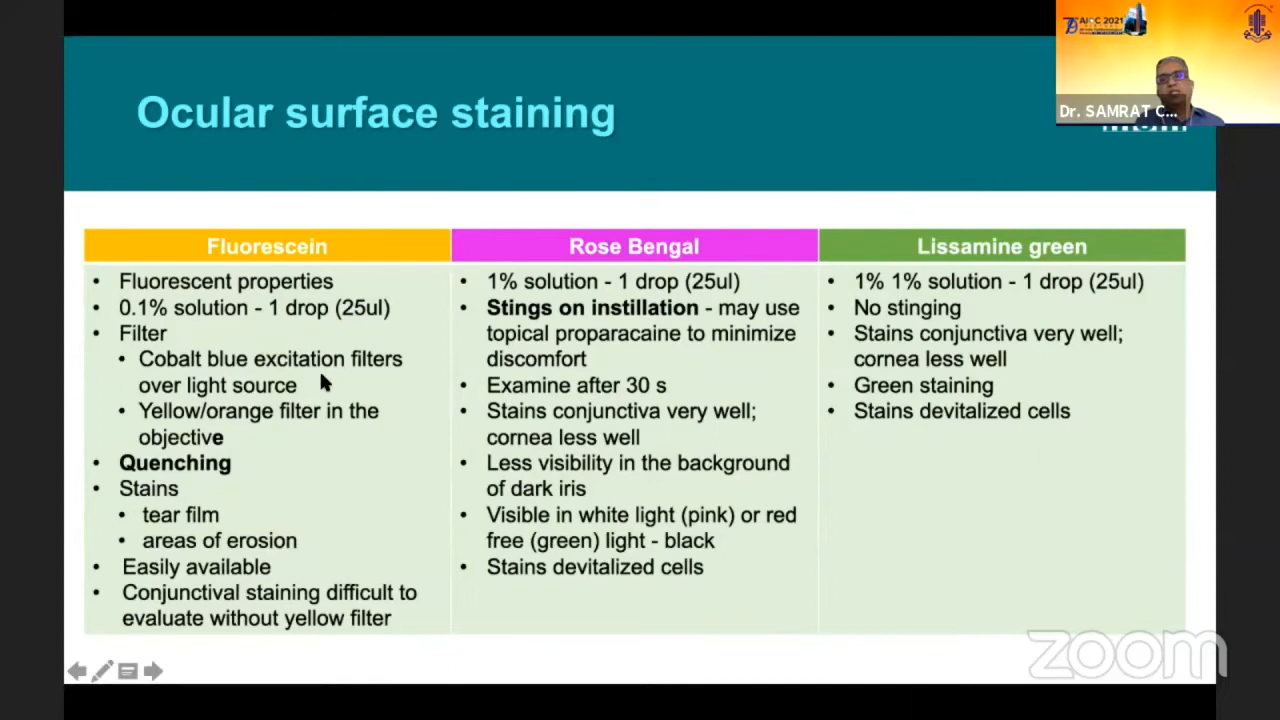 AIOC 2021
Dr. SAMRAT C...
Ocular surface staining
Fluorescein
• Fluorescent properties
• 0.1% solution - 1 drop (25ul)
• Filter
• Cobalt blue excitation filters
over light source
• Yellow/orange filter in the
objective
• Quenching
• Stains
• tear film
• areas of erosion
• Easily available
• Conjunctival staining difficult to
evaluate without yellow filter
Rose Bengal
• 1% solution - 1 drop (25ul)
• Stings on instillation - may use
topical proparacaine to minimize
discomfort
• Examine after 30 s
• Stains conjunctiva very well;
cornea less well
• Less visibility in the background
of dark iris
• Visible in white light (pink) or red
free (green) light - black
• Stains devitalized cells
Lissamine green
• 1% 1% solution - 1 drop (25ul)
• No stinging
• Stains conjunctiva very well;
cornea less well
• Green staining
• Stains devitalized cells
zoom